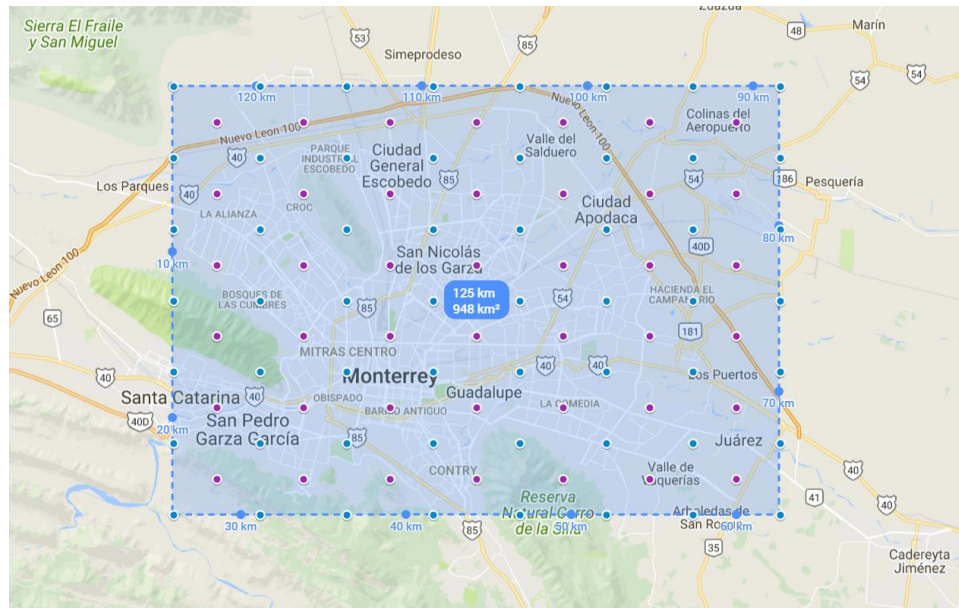 Zuazua
Sierra El Fraile
y San Miguel
48
Marín
53
85
Simeprodeso
54
54
120 km
110 km
100 km
90 km
Nuevo Leon 100
Nuevo Leon 100
Colinas del
Aeropuerto
PARQUE
INDUSTRIAL
ESCOBEDO
Ciudad
General
Escobedo
Valle del
Salduero
40
85
54
186
Pesquería
Los Parques
40
LA ALIANZA
CROC
Ciudad
Apodaca
80 km
40D
Nuevo Leon 100
10 km
San Nicolás
de los Garza
BOSQUES DE
LAS CUMBRES
125 km
948 km²
HACIENDA EL
CAMPANARIO
85
54
65
181
MITRAS CENTRO
40
Monterrey
40
40
Los Puertos
Santa Catarina
40
OBISPADO
Guadalupe
BARRIO ANTIGUO
LA COMEDIA
70 km
40D
20 km
San Pedro
Garza García
85
Juárez
CONTRY
Valle de
Vaquerías
40
Reserva
Natural Cerro
de la Silla
41
40
30 km
40 km
50 km
Arboledas de
San Roque
60 km
85
35
Cadereyta
Jiménez